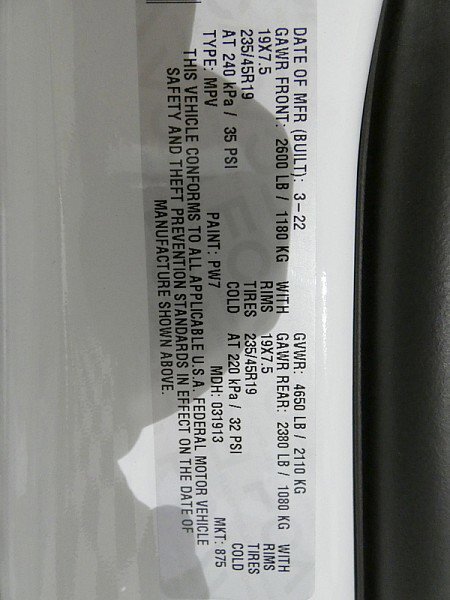 DATE OF MFR (BUILT): 3-22 GVWR: 4650 LB / 2110 KG
GAWR FRONT: 2600 LB / 1180 KG WITH GAWR REAR: 2380 LB / 1080 KG WITH
19X7.5 RIMS 19X7.5 RIMS
235/45R19 TIRES 235/45R19 TIRES
AT 240 kPa / 35 PSI COLD AT 220 kPa / 32 PSI COLD
TYPE: MPV PAINT: PW7 MDH: 031913 MKT: 875
THIS VEHICLE CONFORMS TO ALL APPLICABLE U.S.A. FEDERAL MOTOR VEHICLE
SAFETY AND THEFT PREVENTION STANDARDS IN EFFECT ON THE DATE OF
MANUFACTURE SHOWN ABOVE.